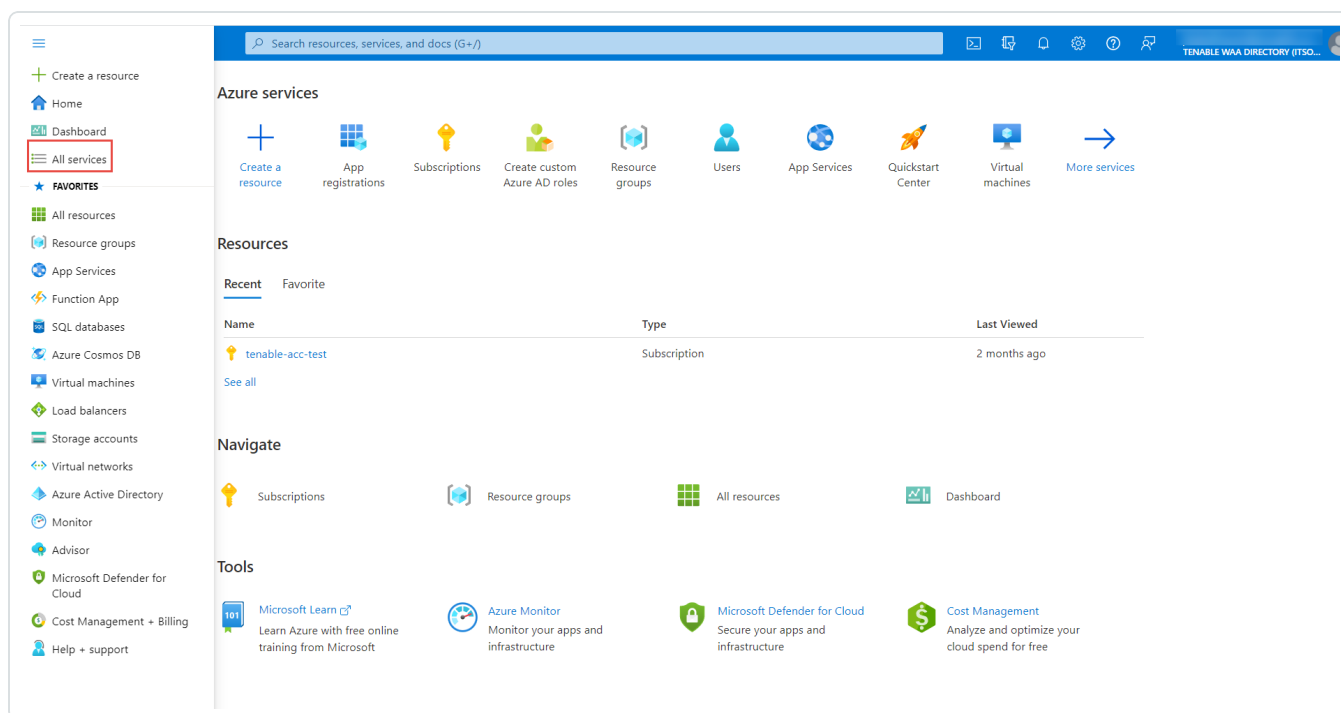 Search resources, services, and docs (G+/)
TENABLE WAA DIRECTORY (ITSO...
Create a resource
Home
Dashboard
All services
FAVORITES
All resources
Resource groups
App Services
Function App
SQL databases
Azure Cosmos DB
Virtual machines
Load balancers
Storage accounts
Virtual networks
Azure Active Directory
Monitor
Advisor
Microsoft Defender for
Cloud
Cost Management + Billing
Help + support
Azure services
Create a
resource
App
registrations
Subscriptions
Create custom
Azure AD roles
Resource
groups
Users
App Services
Quickstart
Center
Virtual
machines
More services
Resources
Recent Favorite
Name Type Last Viewed
tenable-acc-test Subscription 2 months ago
See all
Navigate
Subscriptions Resource groups All resources Dashboard
Tools
101
Microsoft Learn
Learn Azure with free online
training from Microsoft
Azure Monitor
Monitor your apps and
infrastructure
Microsoft Defender for Cloud
Secure your apps and
infrastructure
Cost Management
Analyze and optimize your
cloud spend for free